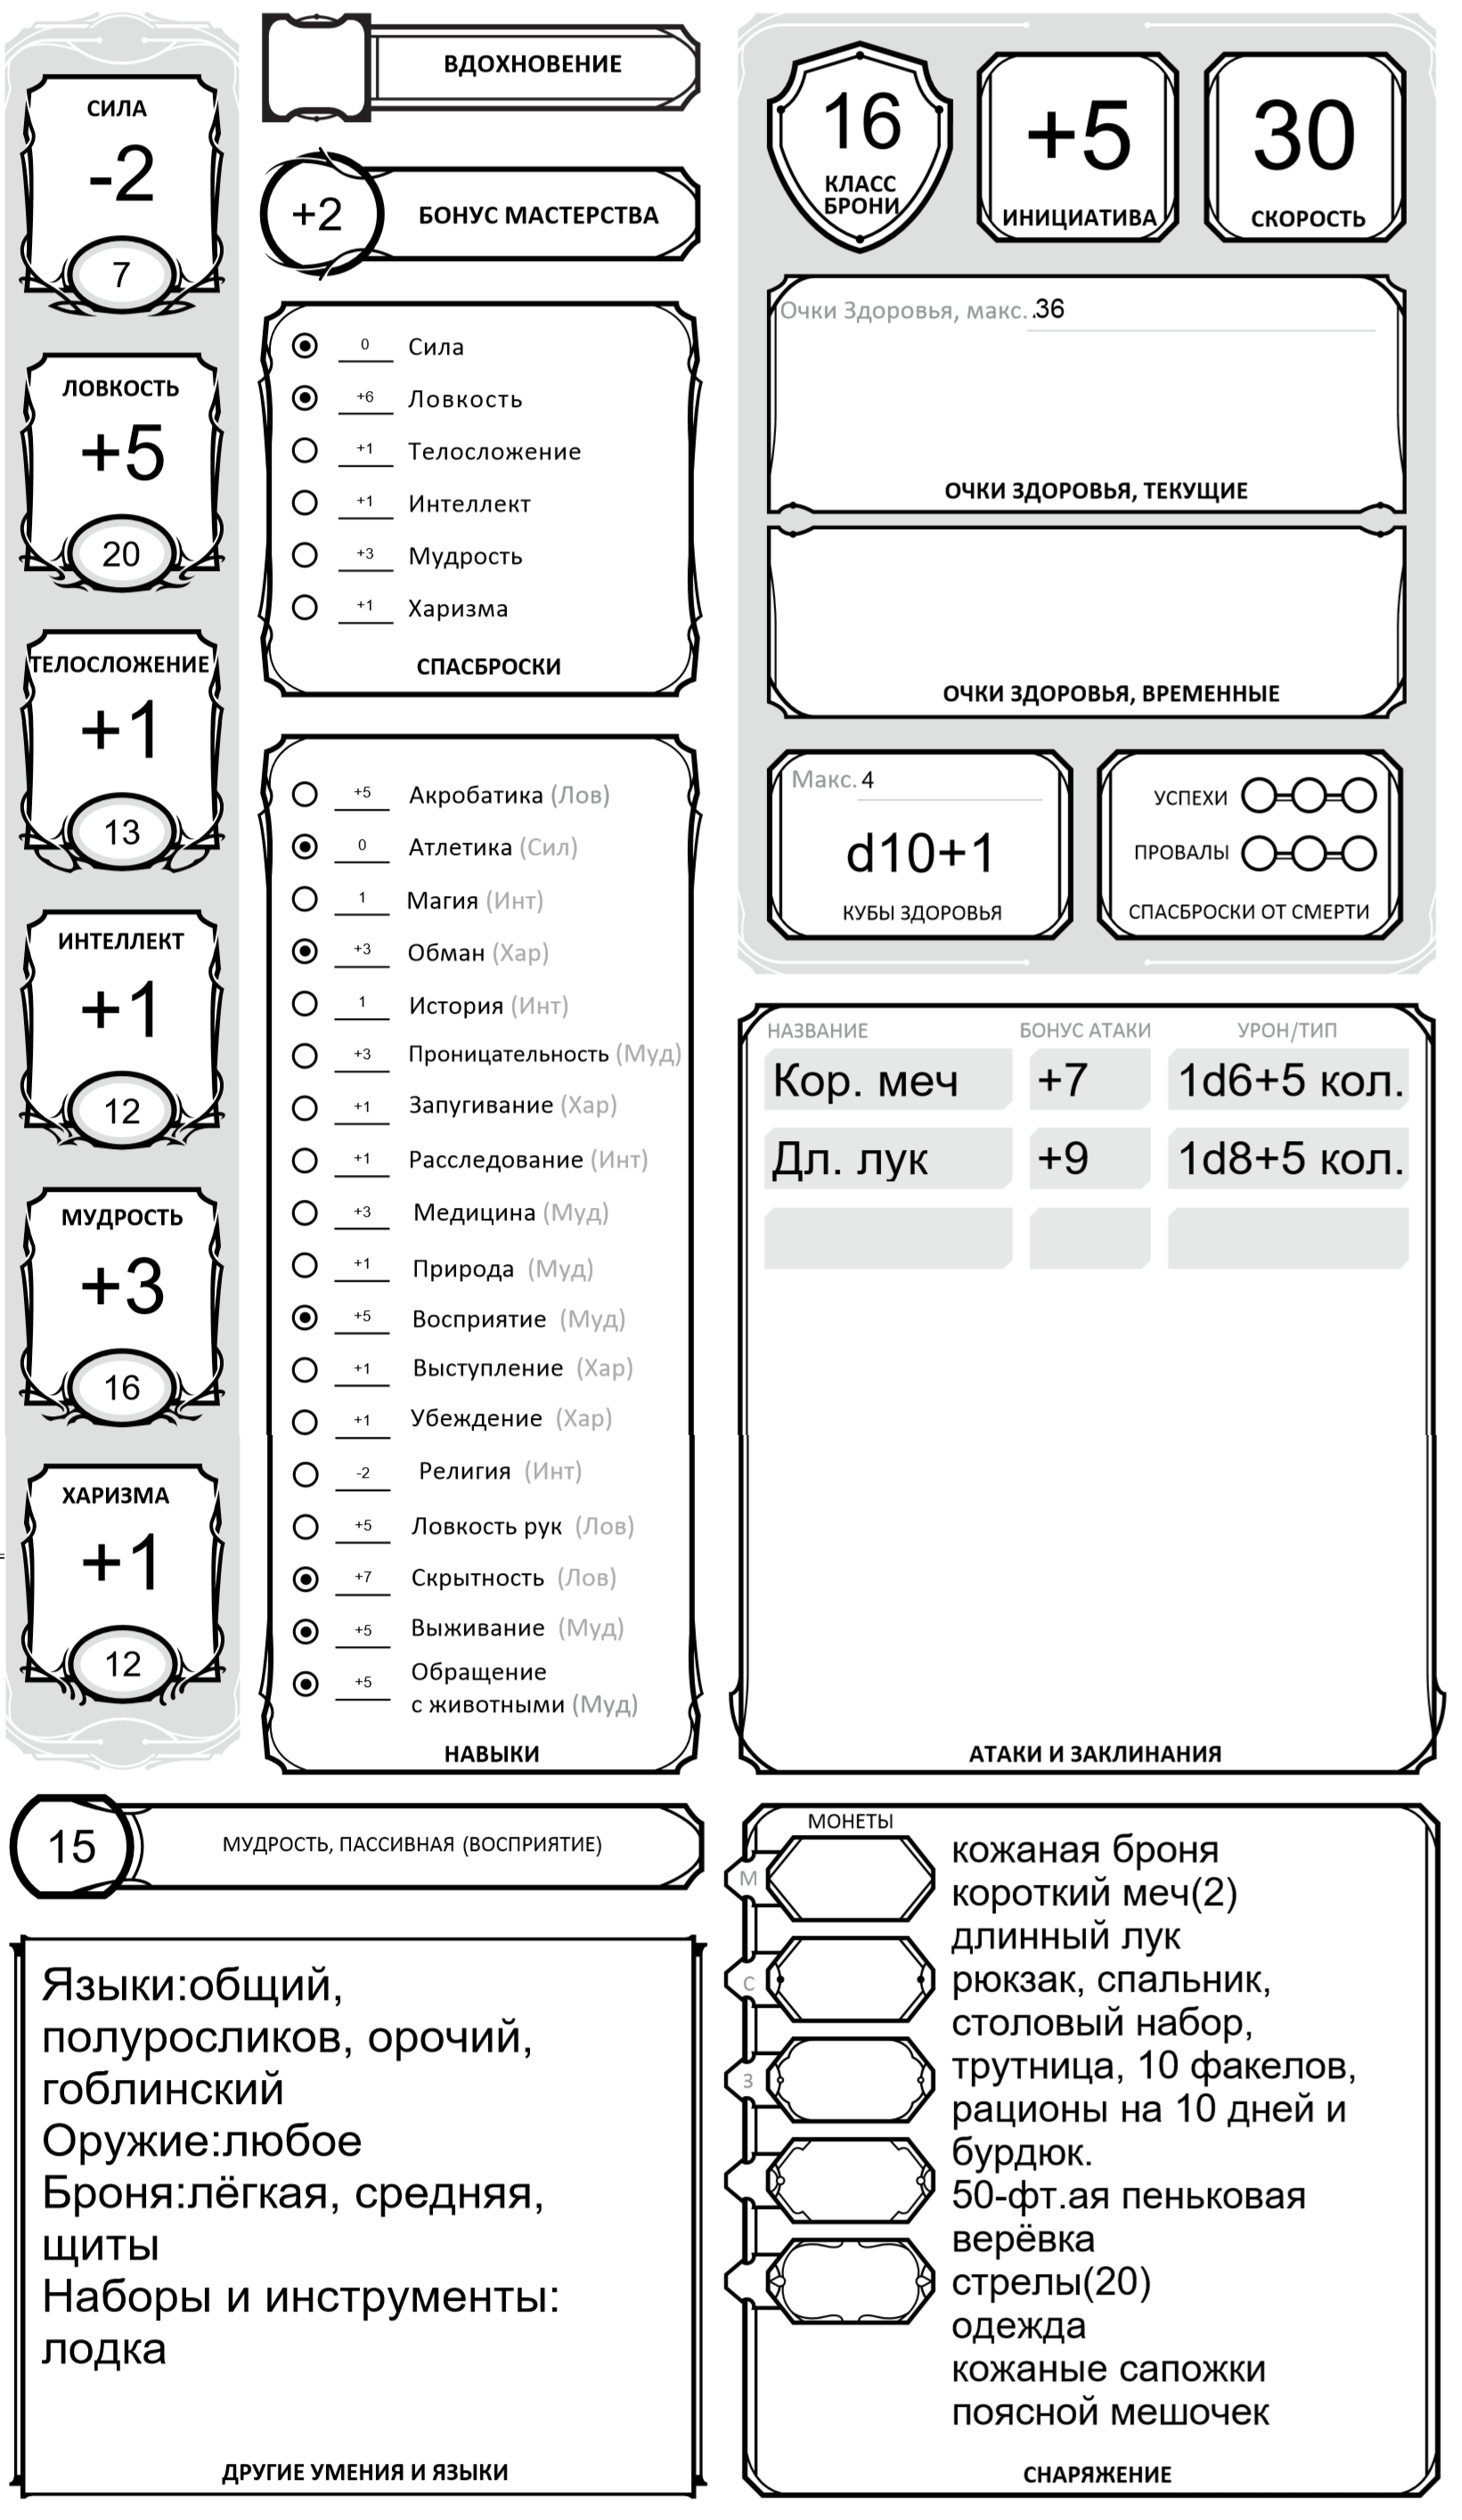 СИЛА
-2
7
ЛОВКОСТЬ
+5
20
ТЕЛОСЛОЖЕНИЕ
+1
13
ИНТЕЛЛЕКТ
+1
12
МУДРОСТЬ
+3
16
ХАРИЗМА
+1
12
ВДОХНОВЕНИЕ
+2 БОНУС МАСТЕРСТВА
0 Сила
+6 Ловкость
+1 Телосложение
+1 Интеллект
+3 Мудрость
+1 Харизма
СПАСБРОСКИ
+5 Акробатика (Лов)
0 Атлетика (Сил)
1 Магия (Инт)
+3 Обман (Хар)
1 История (Инт)
+3 Проницательность (Муд)
+1 Запугивание (Хар)
+1 Расследование (Инт)
+3 Медицина (Муд)
+1 Природа (Муд)
+5 Восприятие (Муд)
+1 Выступление (Хар)
+1 Убеждение (Хар)
-2 Религия (Инт)
+5 Ловкость рук (Лов)
+7 Скрытность (Лов)
+5 Выживание (Муд)
+5 Обращение
с животными (Муд)
НАВЫКИ
16
КЛАСС
БРОНИ
+5
ИНИЦИАТИВА
30
СКОРОСТЬ
Очки Здоровья, макс. 36
ОЧКИ ЗДОРОВЬЯ, ТЕКУЩИЕ
ОЧКИ ЗДОРОВЬЯ, ВРЕМЕННЫЕ
Макс. 4
d10+1
КУБЫ ЗДОРОВЬЯ
УСПЕХИ
ПРОВАЛЫ
СПАСБРОСКИ ОТ СМЕРТИ
НАЗВАНИЕ БОНУС АТАКИ УРОН/ТИП
Кор. меч +7 1d6+5 кол.
Дл. лук +9 1d8+5 кол.
АТАКИ И ЗАКЛИНАНИЯ
15 МУДРОСТЬ, ПАССИВНАЯ (ВОСПРИЯТИЕ)
Языки:общий,
полуросликов, орочий,
гоблинский
Оружие:любое
Броня:лёгкая, средняя,
щиты
Наборы и инструменты:
лодка
ДРУГИЕ УМЕНИЯ И ЯЗЫКИ
МОНЕТЫ
М
С
З
кожаная броня
короткий меч(2)
длинный лук
рюкзак, спальник,
столовый набор,
трутница, 10 факелов,
рационы на 10 дней и
бурдюк.
50-фт.ая пеньковая
верёвка
стрелы(20)
одежда
кожаные сапожки
поясной мешочек
СНАРЯЖЕНИЕ